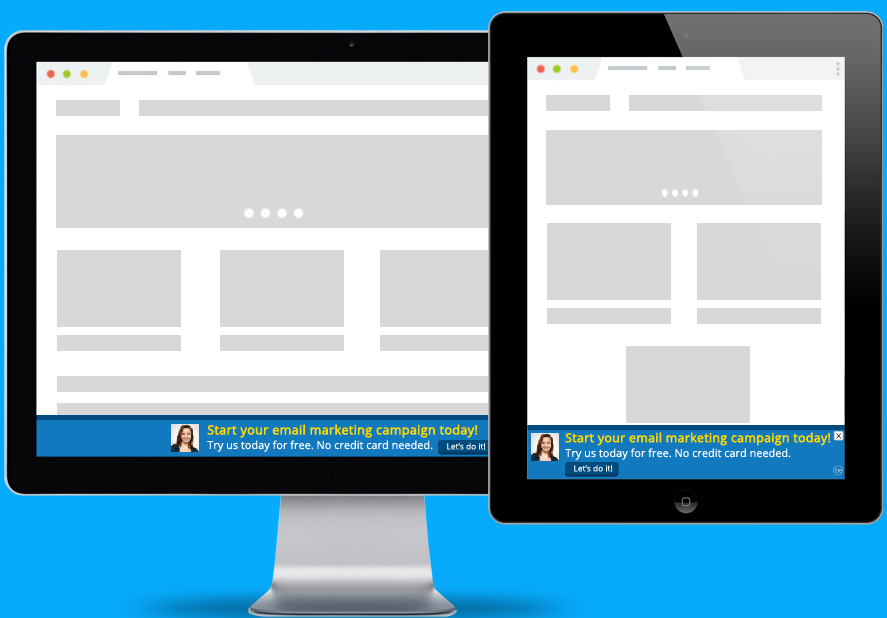 Start your email marketing campaign today!
Try us today for free. No credit card needed.
Let's do it!
Start your email marketing campaign today!
Try us today for free. No credit card needed.
Let's do it!